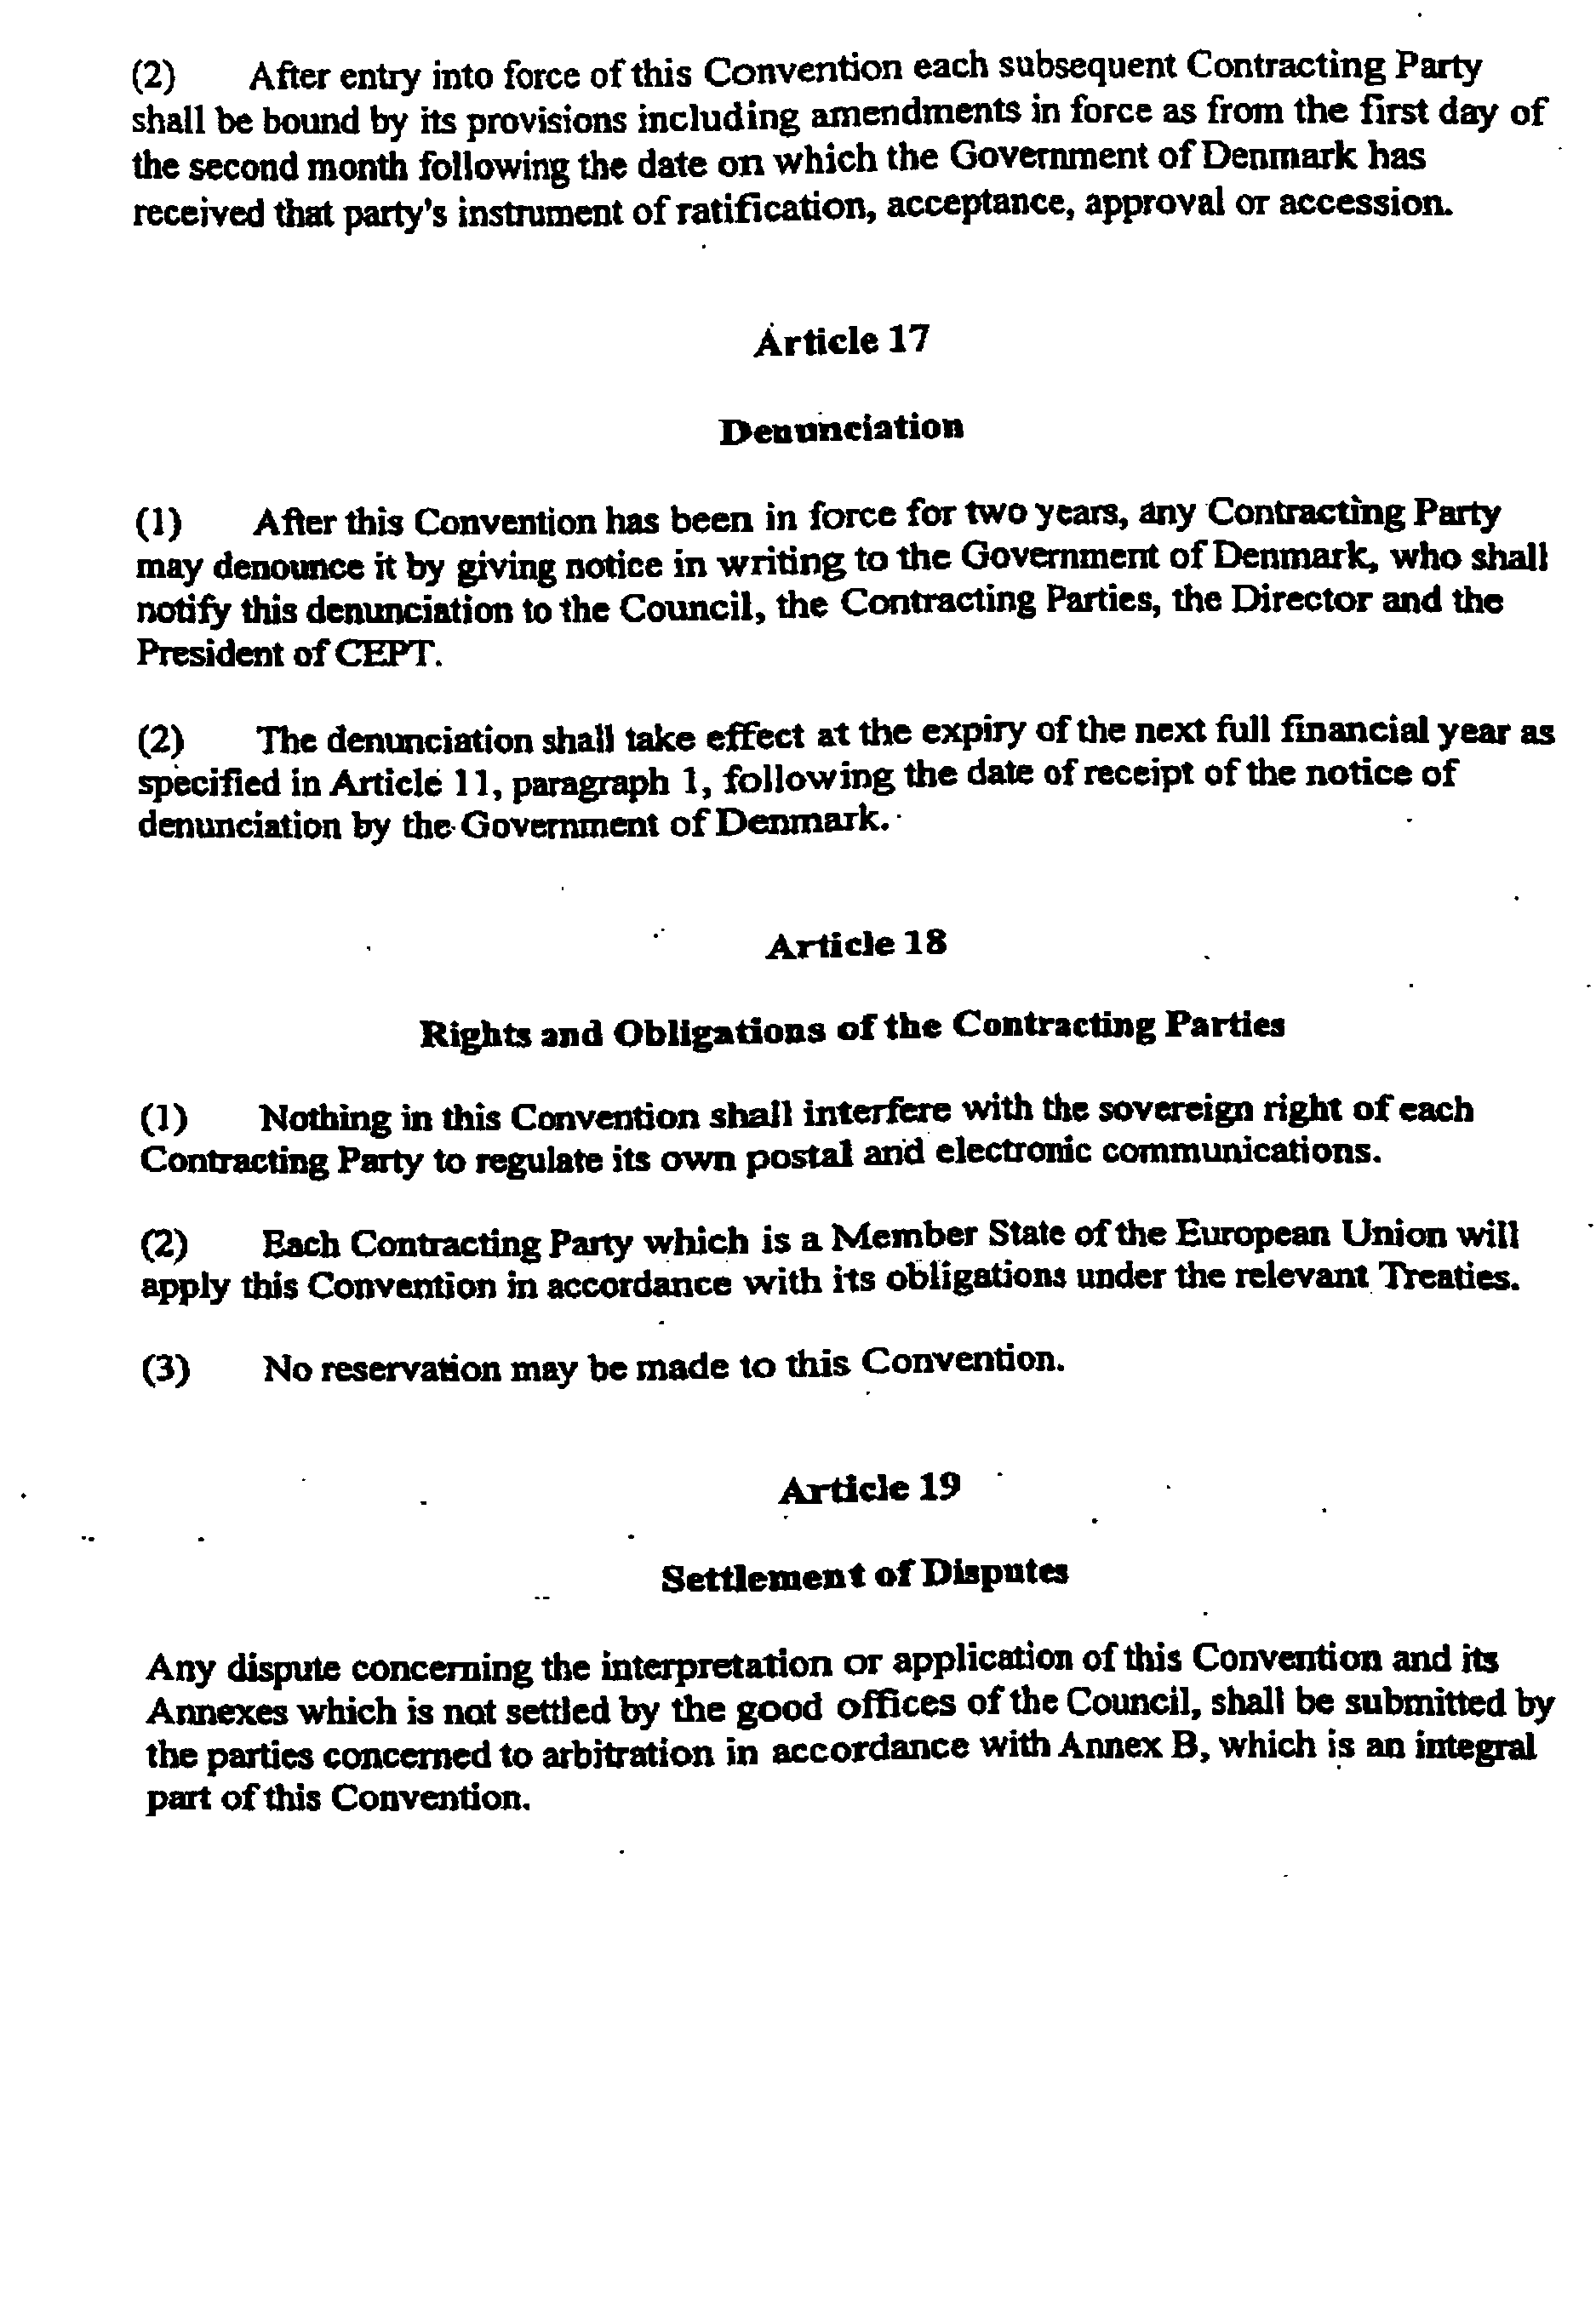 (2) After entry into force of this Convention each subsequent Contracting Party
shall be bound by its provisions including amendments in force as from the first day of
the second month following the date on which the Government of Denmark has
received that party's instrument of ratification, acceptance, approval or accession.
Article 17
Denunciation
(1) After this Convention has been in force for two years, any Contracting Party
may denounce it by giving notice in writing to the Government of Denmark, who shall
notify this denunciation to the Council, the Contracting Parties, the Director and the
President of CEPT.
(2) The denunciation shall take effect at the expiry of the next full financial year as
specified in Article 11, paragraph 1, following the date of receipt of the notice of
denunciation by the Government of Denmark.
Article 18
Rights and Obligations of the Contracting Parties
(1) Nothing in this Convention shall interfere with the sovereign right of each
Contracting Party to regulate its own postal and electronic communications.
(2) Each Contracting Party which is a Member State of the European Union will
apply this Convention in accordance with its obligations under the relevant Treaties.
(3) No reservation may be made to this Convention.
Article 19
Settlement of Disputes
Any dispute concerning the interpretation or application of this Convention and its
Annexes which is not settled by the good offices of the Council, shall be submitted by
the parties concerned to arbitration in accordance with Annex B, which is an integral
part of this Convention.